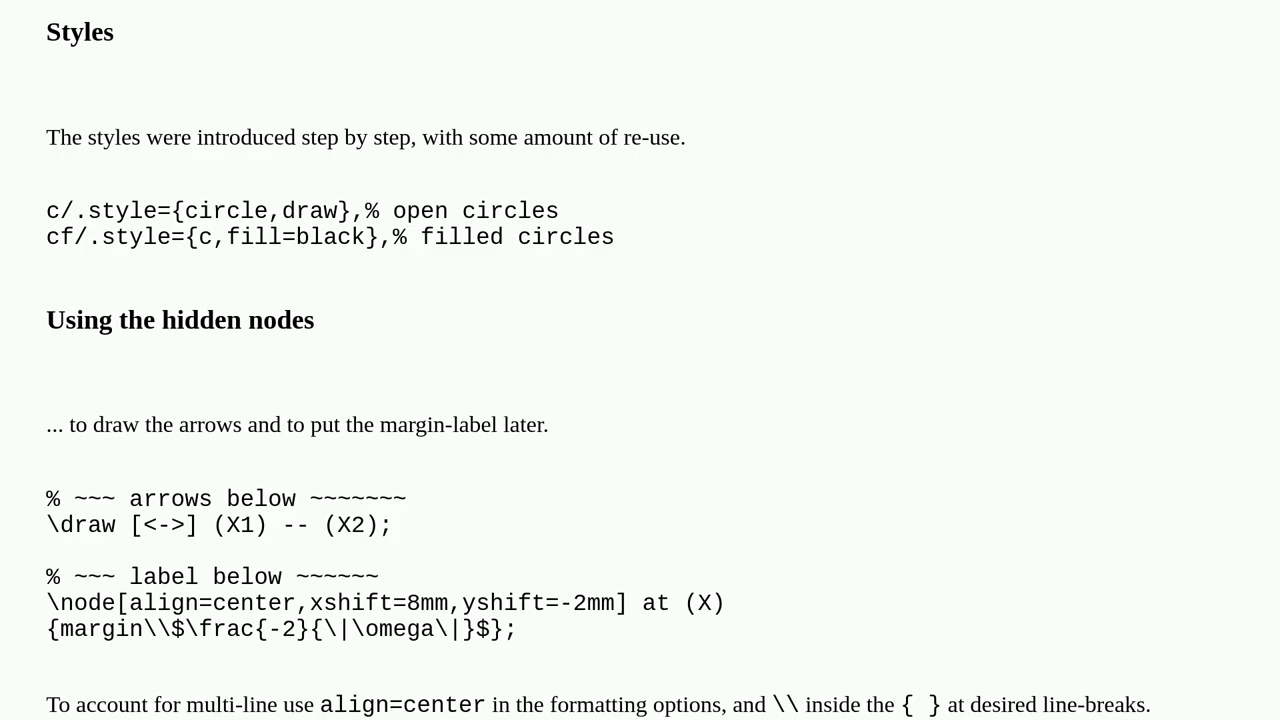 Styles
The styles were introduced step by step, with some amount of re-use.
c/.style={circle,draw},% open circles
cf/.style={c,fill=black},% filled circles
Using the hidden nodes
... to draw the arrows and to put the margin-label later.
% ~~~ arrows below ~~~~~~~
\draw [<->] (X1) -- (X2);
% ~~~ label below ~~~~~~
\node[align=center,xshift=8mm,yshift=-2mm] at (X)
{margin\\$\frac{-2}{\|\omega\|}$};
To account for multi-line use align=center in the formatting options, and \\ inside the { } at desired line-breaks.